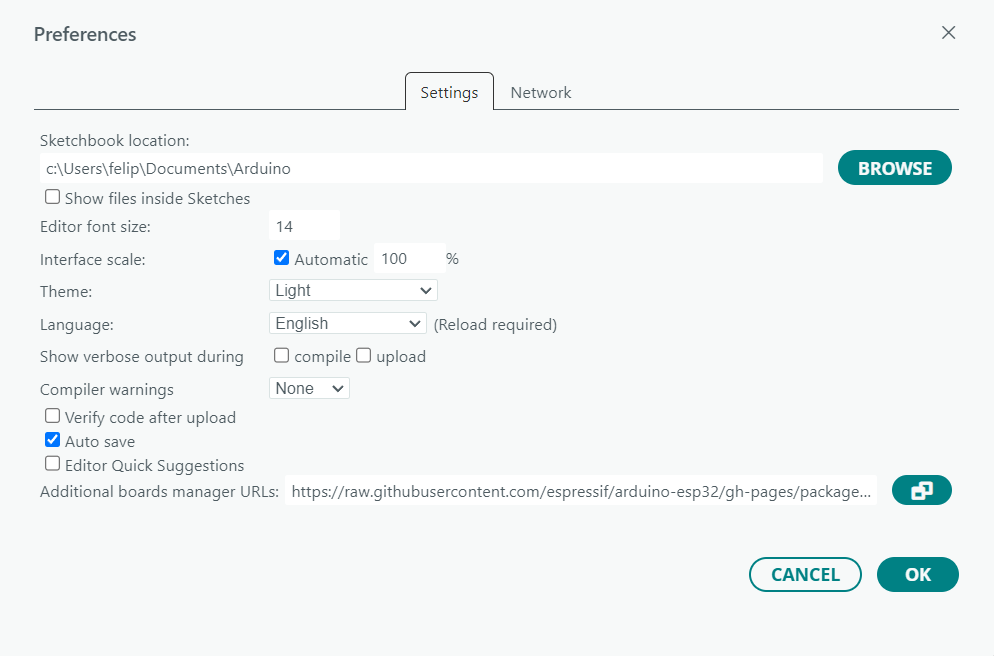 Preferences
Settings Network
Sketchbook location:
c:\Users\felip\Documents\Arduino BROWSE
Show files inside Sketches
Editor font size: 14
Interface scale: Automatic 100 %
Theme: Light
Language: English (Reload required)
Show verbose output during compile upload
Compiler warnings None
Verify code after upload
Auto save
Editor Quick Suggestions
Additional boards manager URLs: https://raw.githubusercontent.com/espressif/arduino-esp32/gh-pages/package...
CANCEL OK